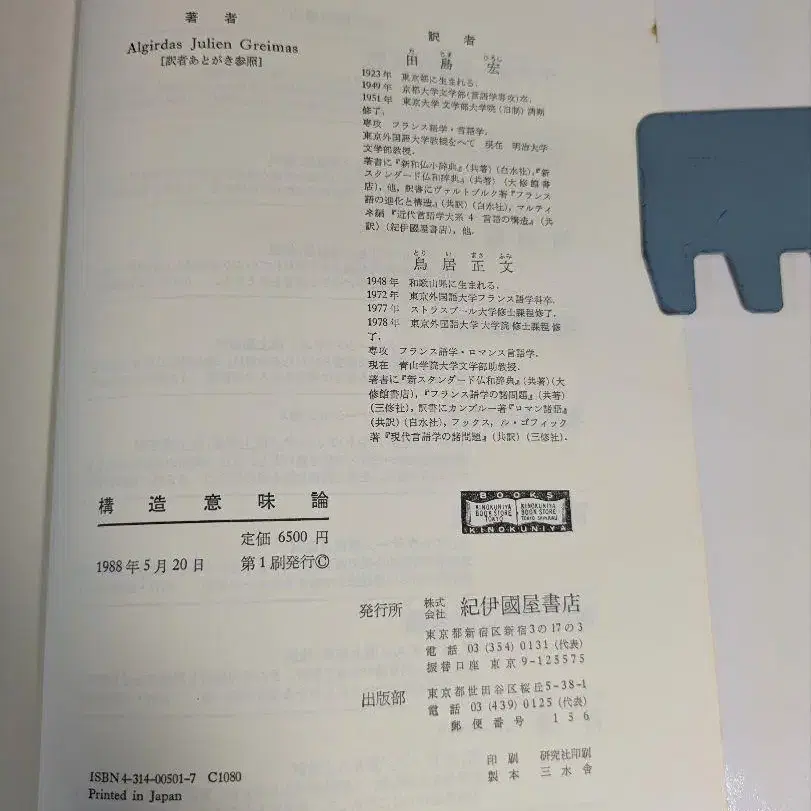 著者
Algirdas Julien Greimas
[訳者あとがき参照]
訳者
た じま ひろし
田島 宏
1923年 東京都に生まれる.
1949年 京都大学文学部(言語学専攻)卒.
1951年 東京大学文学部大学院(旧制)満期
修了.
専攻 フランス語学・言語学.
東京外国語大学教授をへて 現在 明治大学
文学部教授.
著書に『新和仏小辞典』(共著)(白水社),『新
スタンダード仏和辞典』(共著)(大修館書
店), 他, 訳書にヴァルトブルク著『フランス
語の進化と構造』(共訳)(白水社), マルティ
ネ編『近代言語学大系 4 言語の構造』(共
訳)(紀伊國屋書店), 他.
とり い まさ ふみ
鳥居正文
1948年 和歌山県に生まれる.
1972年 東京外国語大学フランス語学科卒.
1977年 ストラスブール大学修士課程修了.
1978年 東京外国語大学大学院修士課程修
了.
専攻 フランス語学・ロマンス言語学.
現在 青山学院大学文学部助教授.
著書に『新スタンダード仏和辞典』(共著)(大
修館書店),『フランス語学の諸問題』(共著)
(三修社), 訳書にカンプルー著『ロマン諸語』
(共訳)(白水社), フックス, ル・ゴフィック
著『現代言語学の諸問題』(共訳)(三修社).
構造意味論
定価 6500 円
1988年5月20日 第1刷発行©
BOOKS
KINOKUNIYA BOOK STORE TOKYO
KINOKUNIYA BOOK STORE TOKYO SHINJUKU
KINOKUNIYA
発行所 株式会社 紀伊國屋書店
東京都新宿区新宿3の17の3
電話 03 (354) 0131 (代表)
振替口座 東京 9-125575
出版部 東京都世田谷区桜丘5-38-1
電話 03 (439) 0125 (代表)
郵便番号 156
印刷 研究社印刷
製本 三水舎
ISBN 4-314-00501-7 C1080
Printed in Japan